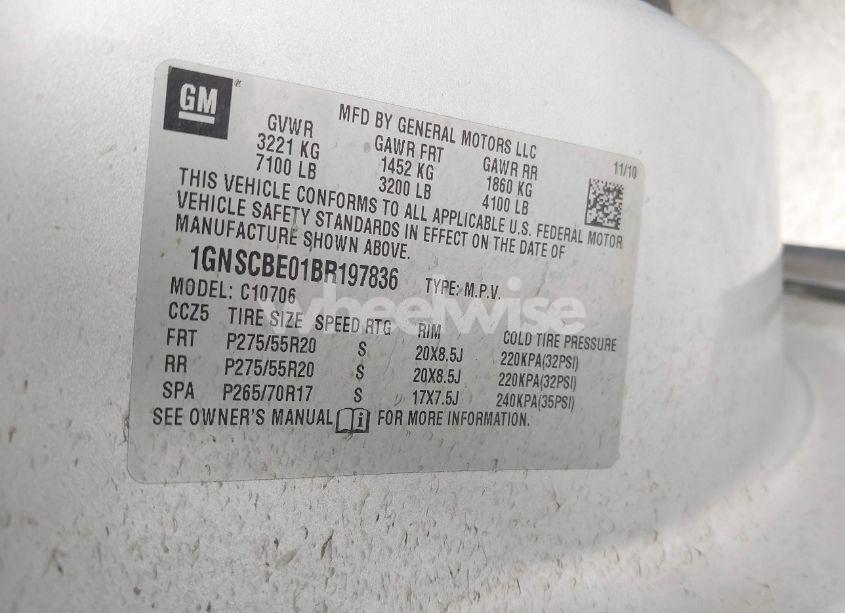 GM
MFD BY GENERAL MOTORS LLC
11/10
GVWR GAWR FRT GAWR RR
3221 KG 1452 KG 1860 KG
7100 LB 3200 LB 4100 LB
THIS VEHICLE CONFORMS TO ALL APPLICABLE U.S. FEDERAL MOTOR
VEHICLE SAFETY STANDARDS IN EFFECT ON THE DATE OF
MANUFACTURE SHOWN ABOVE.
1GNSCBE01BR197836 TYPE: M.P.V.
MODEL: C10706
wheelwise
CCZ5 TIRE SIZE SPEED RTG RIM COLD TIRE PRESSURE
FRT P275/55R20 S 20X8.5J 220KPA(32PSI)
RR P275/55R20 S 20X8.5J 220KPA(32PSI)
SPA P265/70R17 S 17X7.5J 240KPA(35PSI)
SEE OWNER'S MANUAL i FOR MORE INFORMATION.